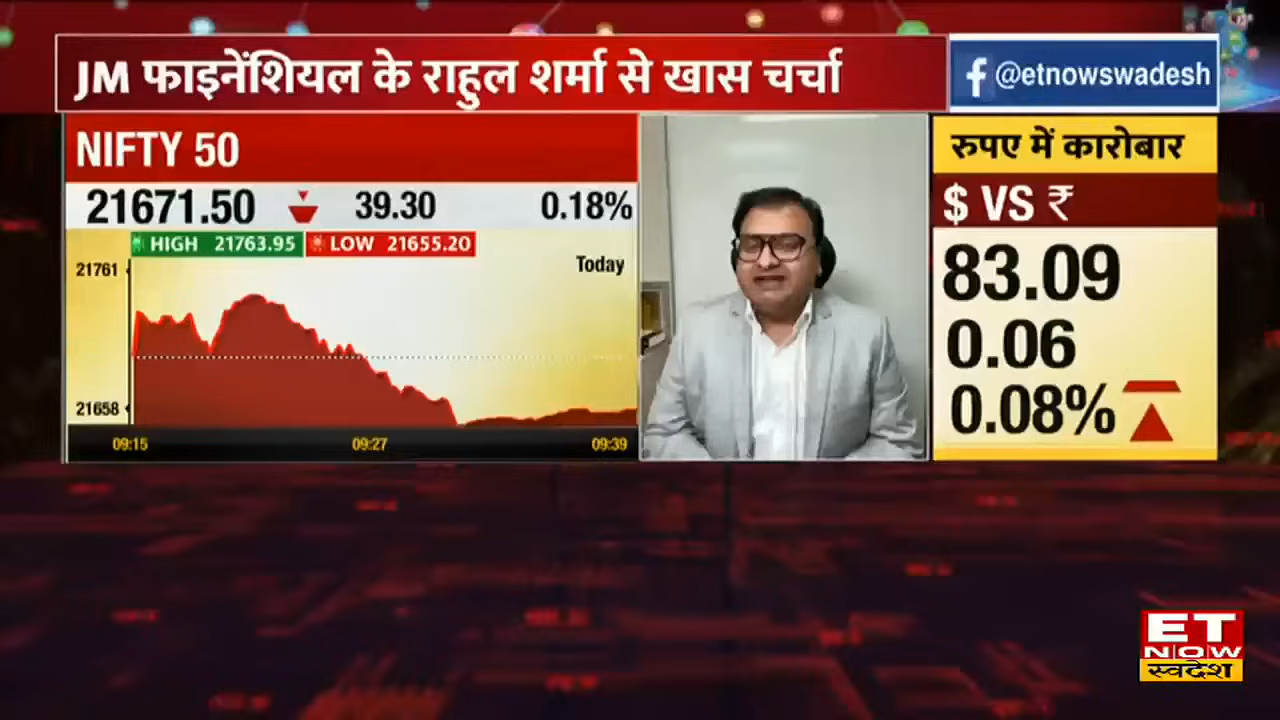 JM फाइनेंशियल के राहुल शर्मा से खास चर्चा
f @etnowswadesh
NIFTY 50
21671.50 39.30 0.18%
HIGH 21763.95 LOW 21655.20
Today
21761
21658
09:15 09:27 09:39
रुपए में कारोबार
$ VS ₹
83.09
0.06
0.08%
ET
NOW
स्वदेश